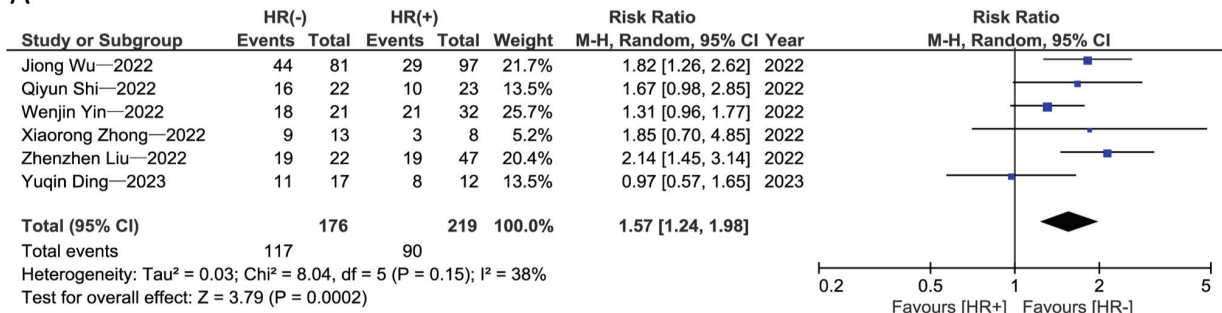 A
HR(-) HR(+) Risk Ratio Risk Ratio
Study or Subgroup Events Total Events Total Weight M-H, Random, 95% CI Year M-H, Random, 95% CI
Jiong Wu—2022 44 81 29 97 21.7% 1.82 [1.26, 2.62] 2022
Qiyun Shi—2022 16 22 10 23 13.5% 1.67 [0.98, 2.85] 2022
Wenjin Yin—2022 18 21 21 32 25.7% 1.31 [0.96, 1.77] 2022
Xiaorong Zhong—2022 9 13 3 8 5.2% 1.85 [0.70, 4.85] 2022
Zhenzhen Liu—2022 19 22 19 47 20.4% 2.14 [1.45, 3.14] 2022
Yuqin Ding—2023 11 17 8 12 13.5% 0.97 [0.57, 1.65] 2023
Total (95% CI) 176 219 100.0% 1.57 [1.24, 1.98]
Total events 117 90
Heterogeneity: Tau² = 0.03; Chi² = 8.04, df = 5 (P = 0.15); I² = 38%
Test for overall effect: Z = 3.79 (P = 0.0002)
0.2 0.5 1 2 5
Favours [HR+] Favours [HR-]